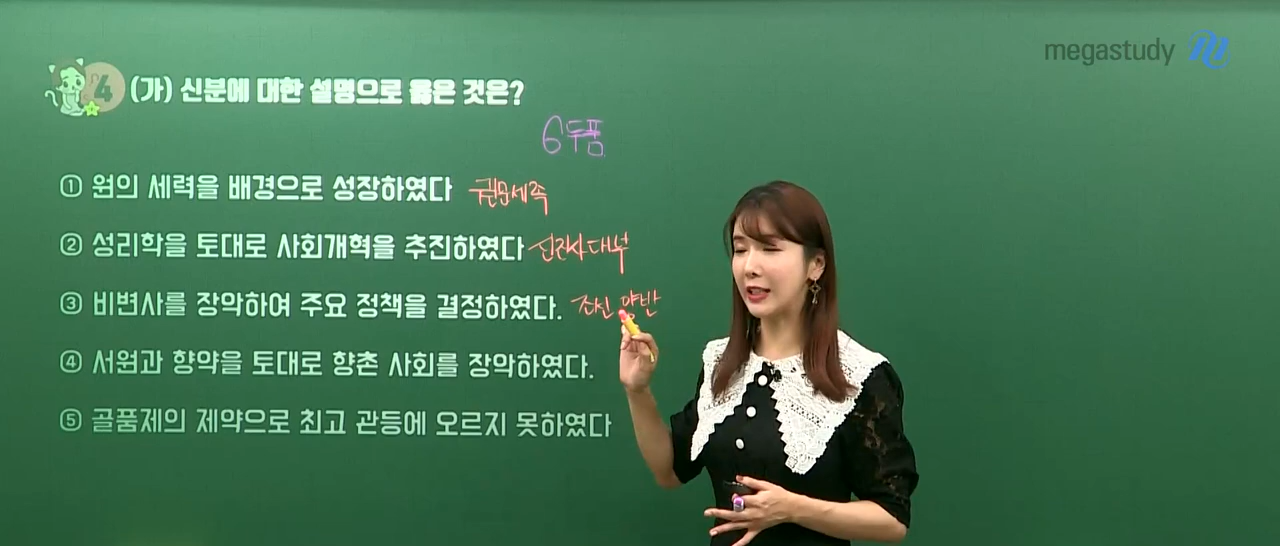 megastudy
4 (가) 신분에 대한 설명으로 옳은 것은?
6두품
① 원의 세력을 배경으로 성장하였다 권문세족
② 성리학을 토대로 사회개혁을 추진하였다 신진사대부
③ 비변사를 장악하여 주요 정책을 결정하였다. 조선 양반
④ 서원과 향약을 토대로 향촌 사회를 장악하였다.
⑤ 골품제의 제약으로 최고 관등에 오르지 못하였다